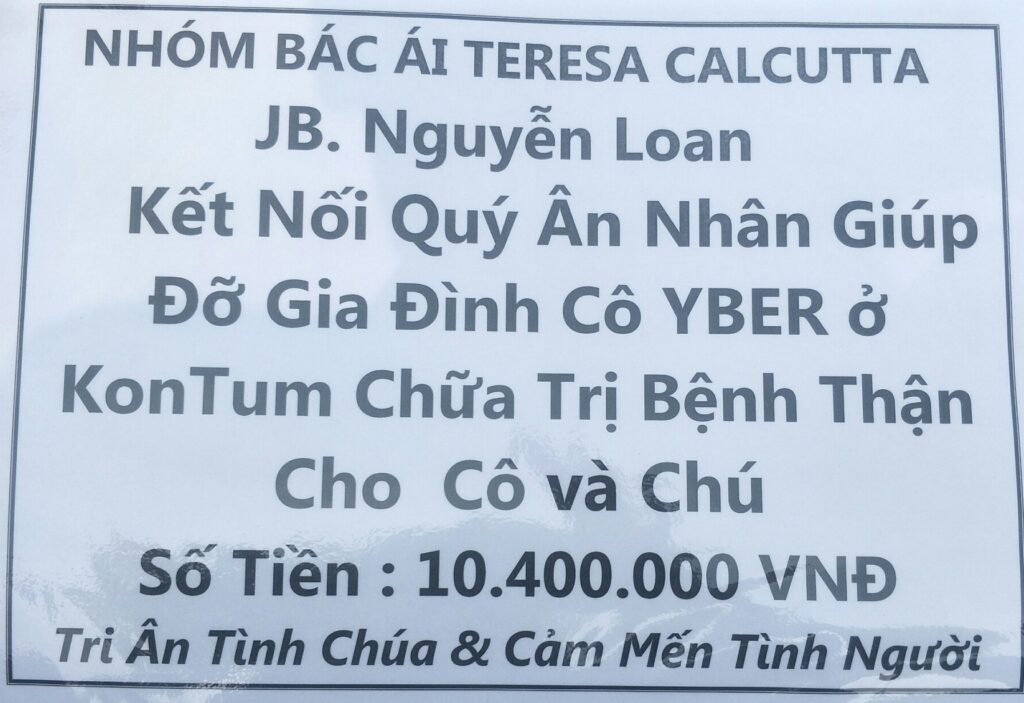 NHÓM BÁC ÁI TERESA CALCUTTA
JB. Nguyễn Loan
Kết Nối Quý Ân Nhân Giúp
Đỡ Gia Đình Cô YBER ở
KonTum Chữa Trị Bệnh Thận
Cho Cô và Chú
Số Tiền : 10.400.000 VNĐ
Tri Ân Tình Chúa & Cảm Mến Tình Người